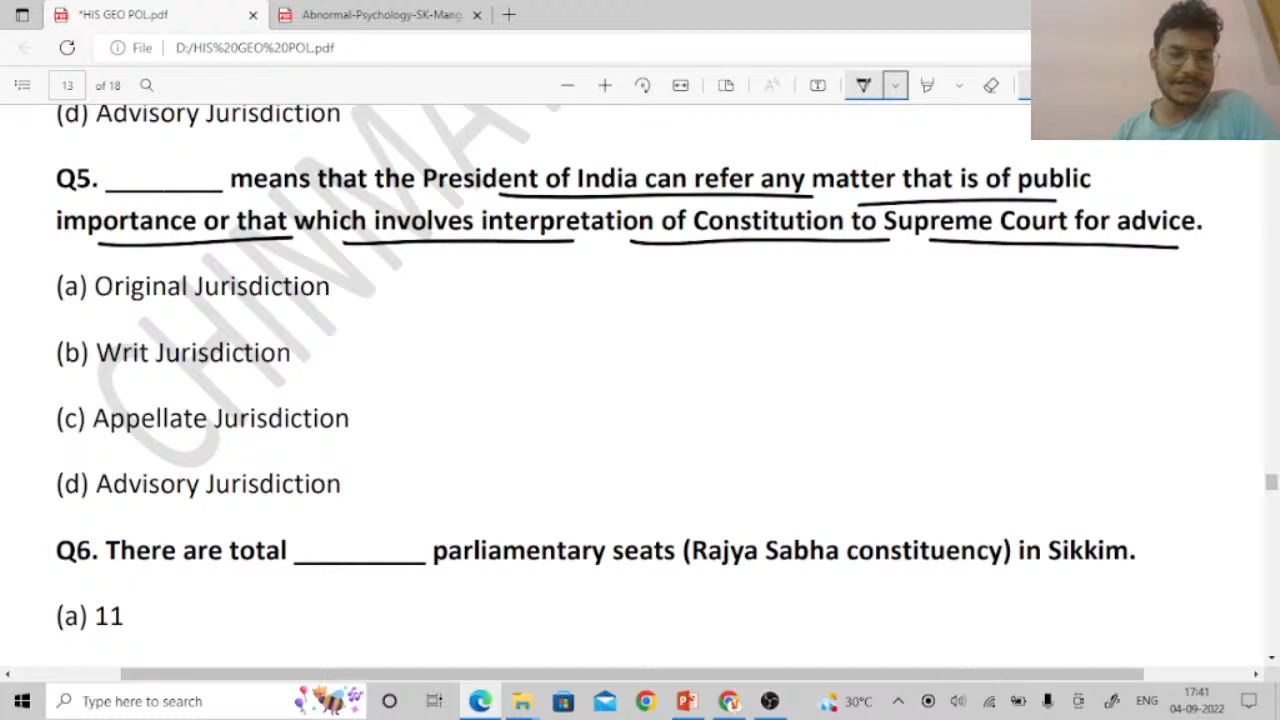 *HIS GEO POL.pdf
Abnormal-Psychology-SK-Mang
File D:/HIS%20GEO%20POL.pdf
13 of 18
(d) Advisory Jurisdiction
Q5. ________ means that the President of India can refer any matter that is of public
importance or that which involves interpretation of Constitution to Supreme Court for advice.
(a) Original Jurisdiction
(b) Writ Jurisdiction
(c) Appellate Jurisdiction
(d) Advisory Jurisdiction
Q6. There are total _________ parliamentary seats (Rajya Sabha constituency) in Sikkim.
(a) 11
CHINMA
Type here to search
30°C
ENG
17:41
04-09-2022